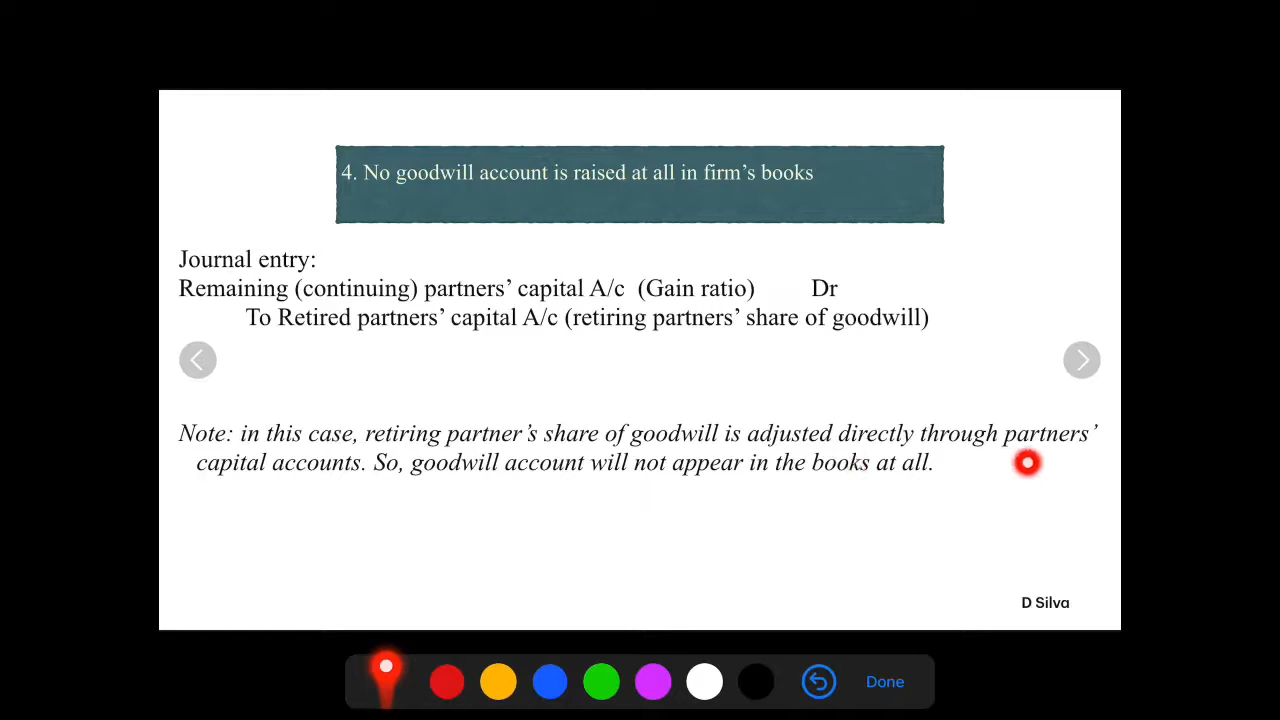 4. No goodwill account is raised at all in firm’s books
Journal entry:
Remaining (continuing) partners’ capital A/c (Gain ratio) Dr
To Retired partners’ capital A/c (retiring partners’ share of goodwill)
Note: in this case, retiring partner’s share of goodwill is adjusted directly through partners’
capital accounts. So, goodwill account will not appear in the books at all.
D Silva
Done